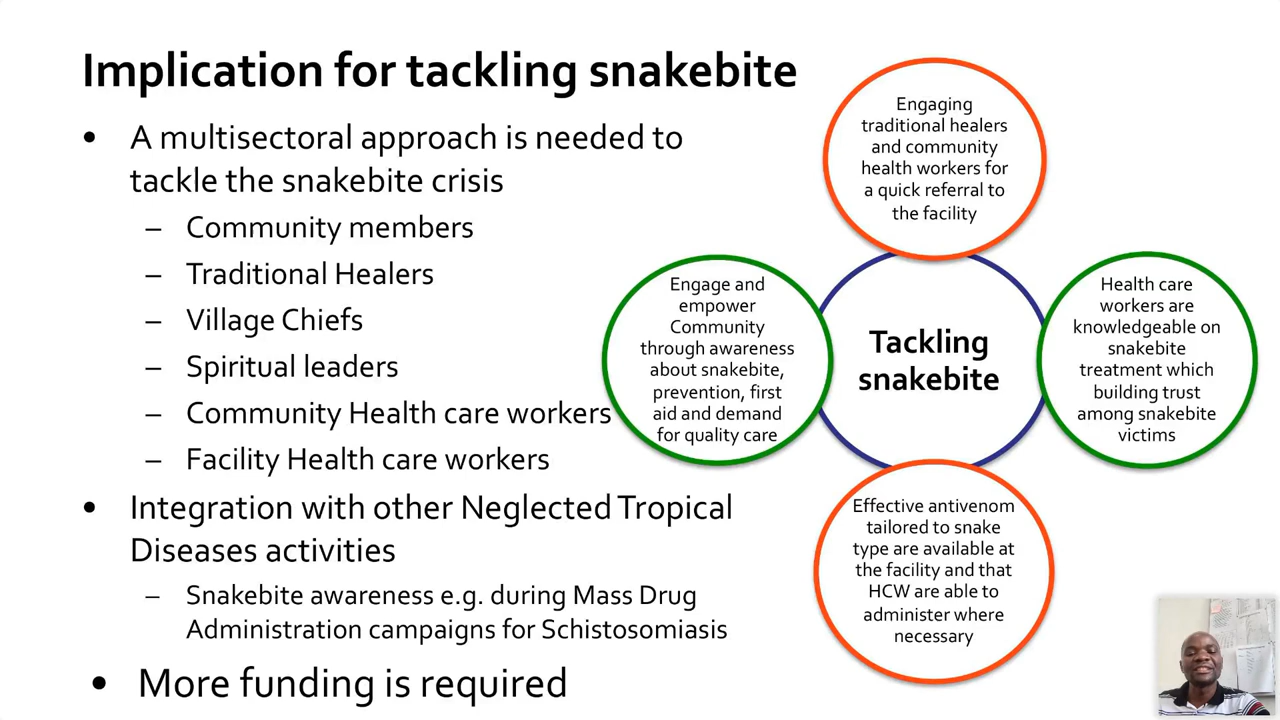 Implication for tackling snakebite
• A multisectoral approach is needed to
tackle the snakebite crisis
– Community members
– Traditional Healers
– Village Chiefs
– Spiritual leaders
– Community Health care workers
– Facility Health care workers
• Integration with other Neglected Tropical
Diseases activities
– Snakebite awareness e.g. during Mass Drug
Administration campaigns for Schistosomiasis
• More funding is required
Engaging
traditional healers
and community
health workers for
a quick referral to
the facility
Engage and
empower
Community
through awareness
about snakebite,
prevention, first
aid and demand
for quality care
Tackling
snakebite
Health care
workers are
knowledgeable on
snakebite
treatment which
building trust
among snakebite
victims
Effective antivenom
tailored to snake
type are available at
the facility and that
HCW are able to
administer where
necessary